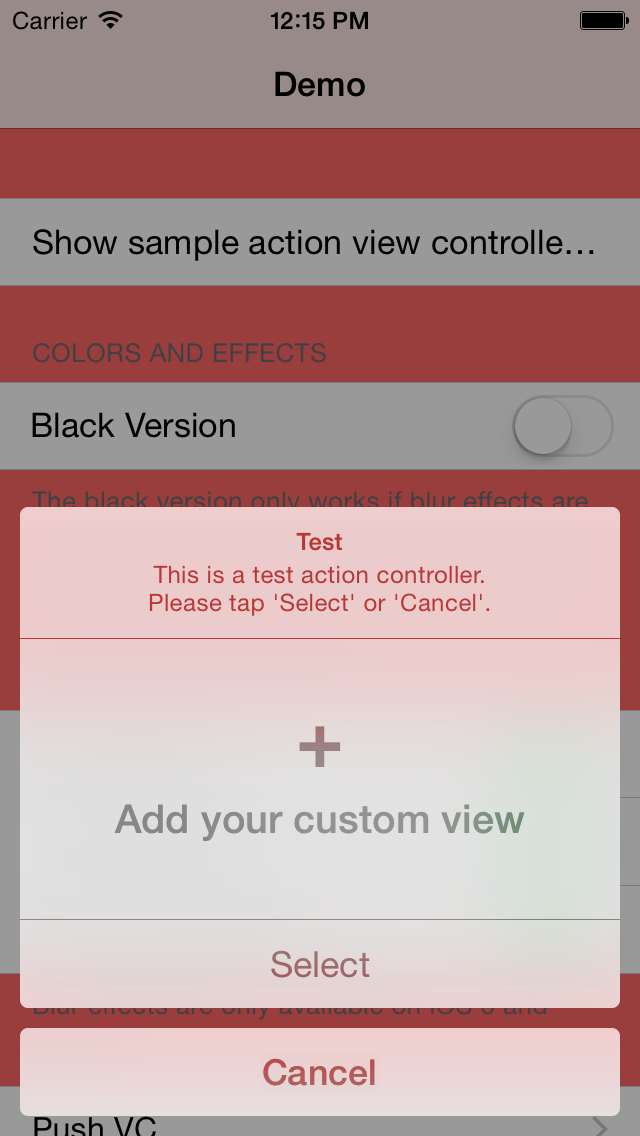 Carrier 12:15 PM
Demo
Show sample action view controlle…
COLORS AND EFFECTS
Black Version
The black version only works if blur effects are
Test
This is a test action controller.
Please tap 'Select' or 'Cancel'.
+
Add your custom view
Select
Blur effects are only available on iOS 8 and
Cancel
Push VC